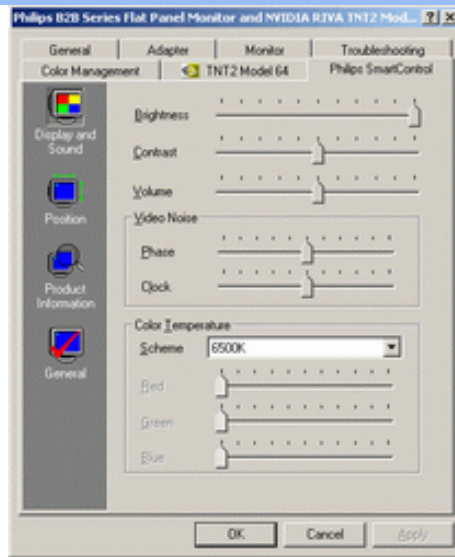 Philips B2B Series Flat Panel Monitor and NVIDIA RIVA TNT2 Mod...
General Adapter Monitor Troubleshooting
Color Management TNT2 Model 64 Philips SmartControl
Display and
Sound
Position
Product
Information
General
Brightness
Contrast
Volume
Video Noise
Phase
Clock
Color Temperature
Scheme 6500K
Red
Green
Blue
OK Cancel Apply